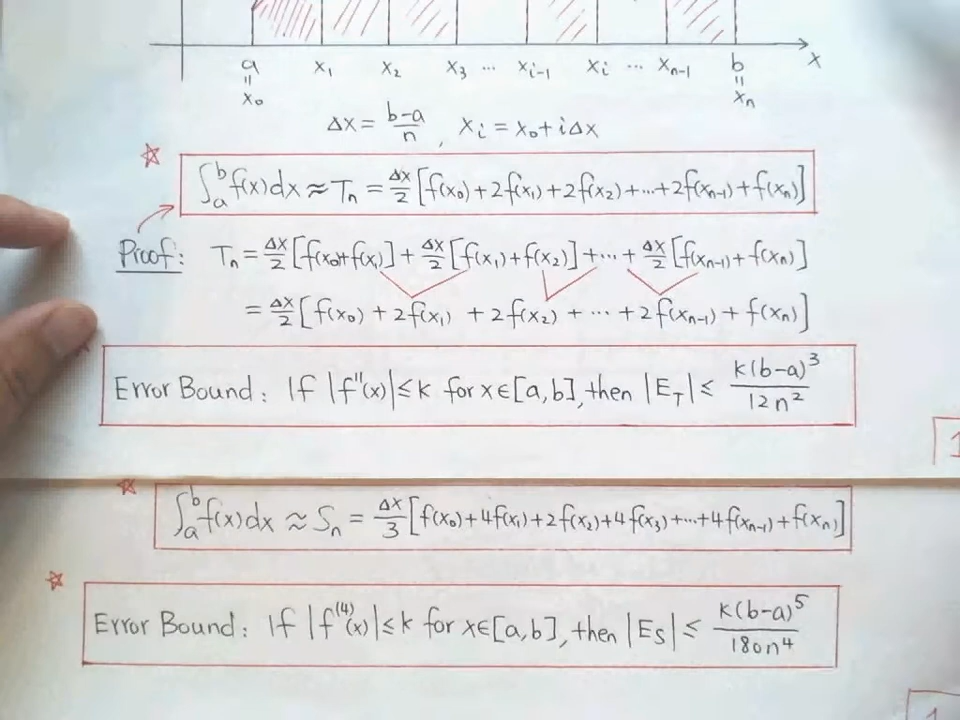 a x₁ x₂ x₃ ... xᵢ₋₁ xᵢ ... xₙ₋₁ b x
॥ ॥
x₀ xₙ
Δx = (b-a)/n , xᵢ = x₀ + iΔx
☆ ∫ₐᵇ f(x)dx ≈ Tₙ = Δx/2 [f(x₀) + 2f(x₁) + 2f(x₂) + ... + 2f(xₙ₋₁) + f(xₙ)]
Proof: Tₙ = Δx/2 [f(x₀)+f(x₁)] + Δx/2 [f(x₁) + f(x₂)] + ... + Δx/2 [f(xₙ₋₁) + f(xₙ)]
= Δx/2 [f(x₀) + 2f(x₁) + 2f(x₂) + ... + 2f(xₙ₋₁) + f(xₙ)]
Error Bound: If |f''(x)| ≤ k for x∈[a,b], then |E_T| ≤ k(b-a)³/12n²
1
☆ ∫ₐᵇ f(x)dx ≈ Sₙ = Δx/3 [f(x₀) + 4f(x₁) + 2f(x₂) + 4f(x₃) + ... + 4f(xₙ₋₁) + f(xₙ)]
☆ Error Bound: If |f⁽⁴⁾(x)| ≤ k for x∈[a,b], then |E_S| ≤ k(b-a)⁵/180n⁴